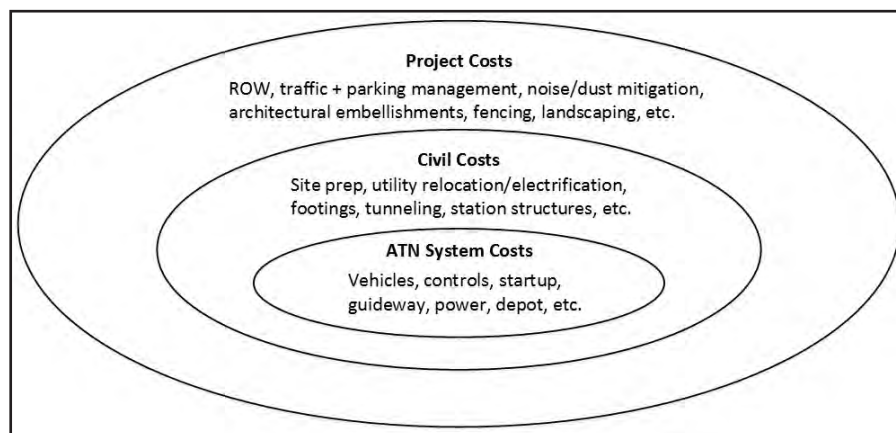 Project Costs
ROW, traffic + parking management, noise/dust mitigation,
architectural embellishments, fencing, landscaping, etc.
Civil Costs
Site prep, utility relocation/electrification,
footings, tunneling, station structures, etc.
ATN System Costs
Vehicles, controls, startup,
guideway, power, depot, etc.